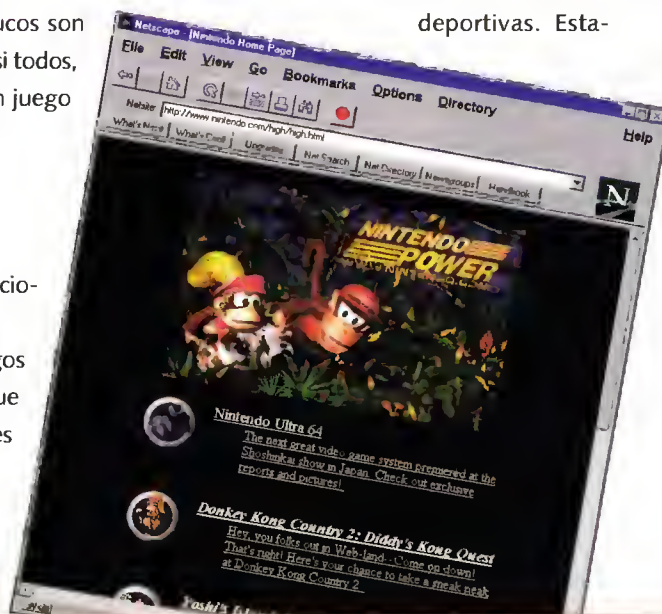 ucos son
si todos,
n juego
cio-
gos
ue
es
deportivas. Esta-
Netscape - [Nintendo Home Page]
File Edit View Go Bookmarks Options Directory Help
Netsite: http://www.nintendo.com/high/high.html
What's New! What's Cool! Upgrades Net Search Net Directory Newsgroups Handbook
N
NINTENDO
POWER
Nintendo Ultra 64
The next great video game system premiered at the
Shoshinkai show in Japan. Check out exclusive
reports and pictures!
Donkey Kong Country 2: Diddy's Kong Quest
Hey, you folks out in Web-land--Come on down!
That's right! Here's your chance to take a sneak peak
at Donkey Kong Country 2
Yoshi's Island